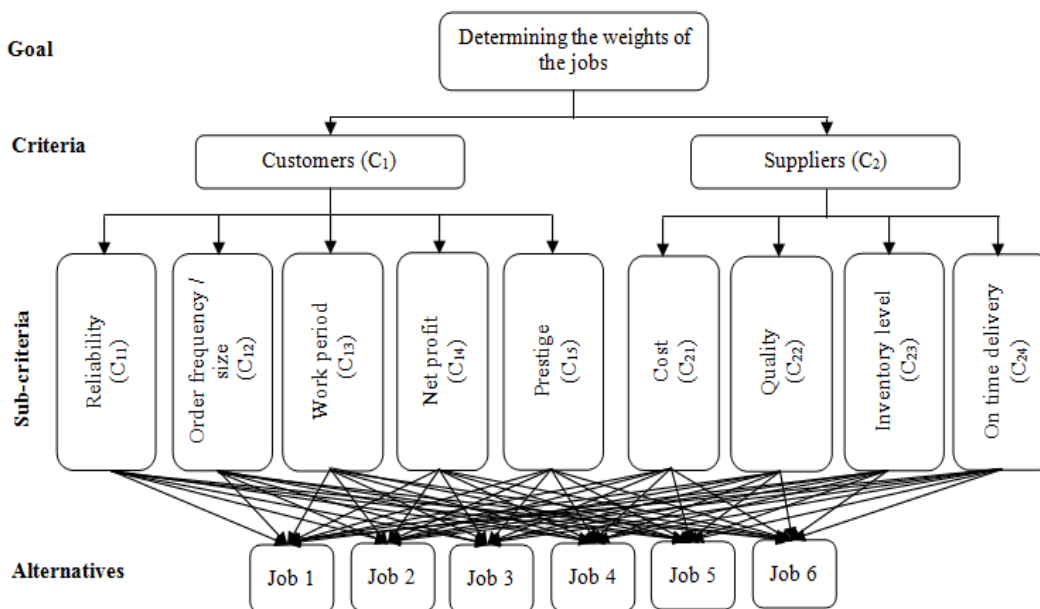 Goal
Determining the weights of
the jobs
Criteria
Customers (C₁)
Suppliers (C₂)
Sub-criteria
Reliability
(C₁₁)
Order frequency /
size
(C₁₂)
Work period
(C₁₃)
Net profit
(C₁₄)
Prestige
(C₁₅)
Cost
(C₂₁)
Quality
(C₂₂)
Inventory level
(C₂₃)
On time delivery
(C₂₄)
Alternatives
Job 1
Job 2
Job 3
Job 4
Job 5
Job 6